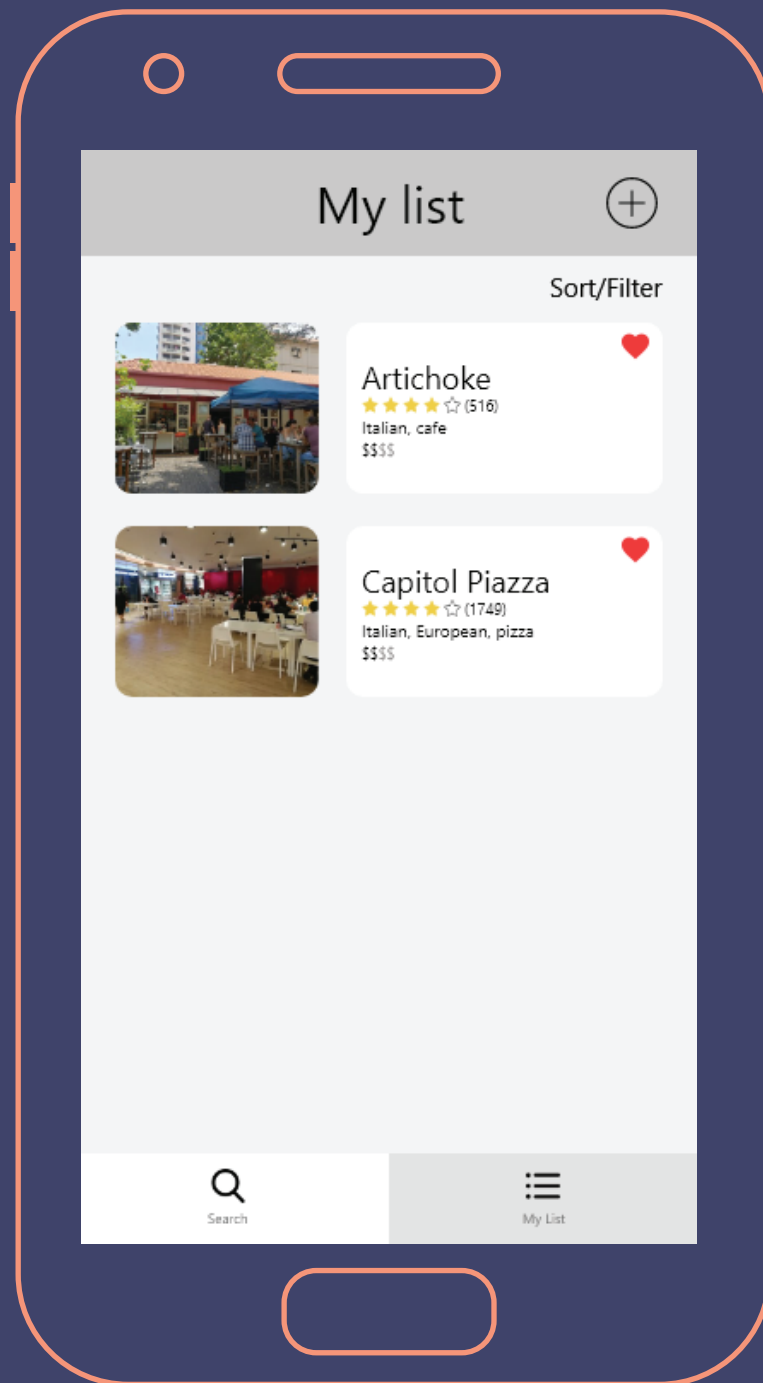 My list
Sort/Filter
Artichoke
(516)
Italian, cafe
$$$$
Capitol Piazza
(1749)
Italian, European, pizza
$$$$
Search
My List